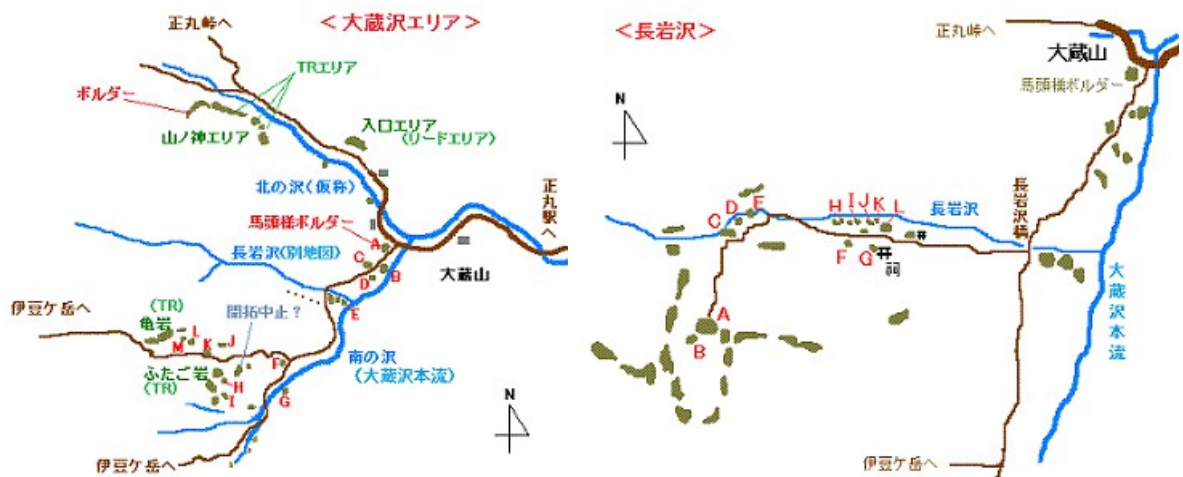 正丸峠へ
<大蔵沢エリア>
TRエリア
ボルダー
山ノ神エリア
入口エリア
(リードエリア)
北の沢(仮称)
馬頭様ボルダー
正丸駅へ
A
長岩沢(別地図)
C
B
D
大蔵山
E
伊豆ケ岳へ
(TR)
開拓中止?
亀岩
L
M
K
J
F
南の沢
(大蔵沢本流)
ふたご岩
(TR)
H
I
G
N
伊豆ケ岳へ
<長岩沢>
正丸峠へ
大蔵山
馬頭様ボルダー
N
長岩沢橋
D
E
C
H
I
J
K
L
長岩沢
F
G
祠
A
B
大蔵沢本流
伊豆ケ岳へ